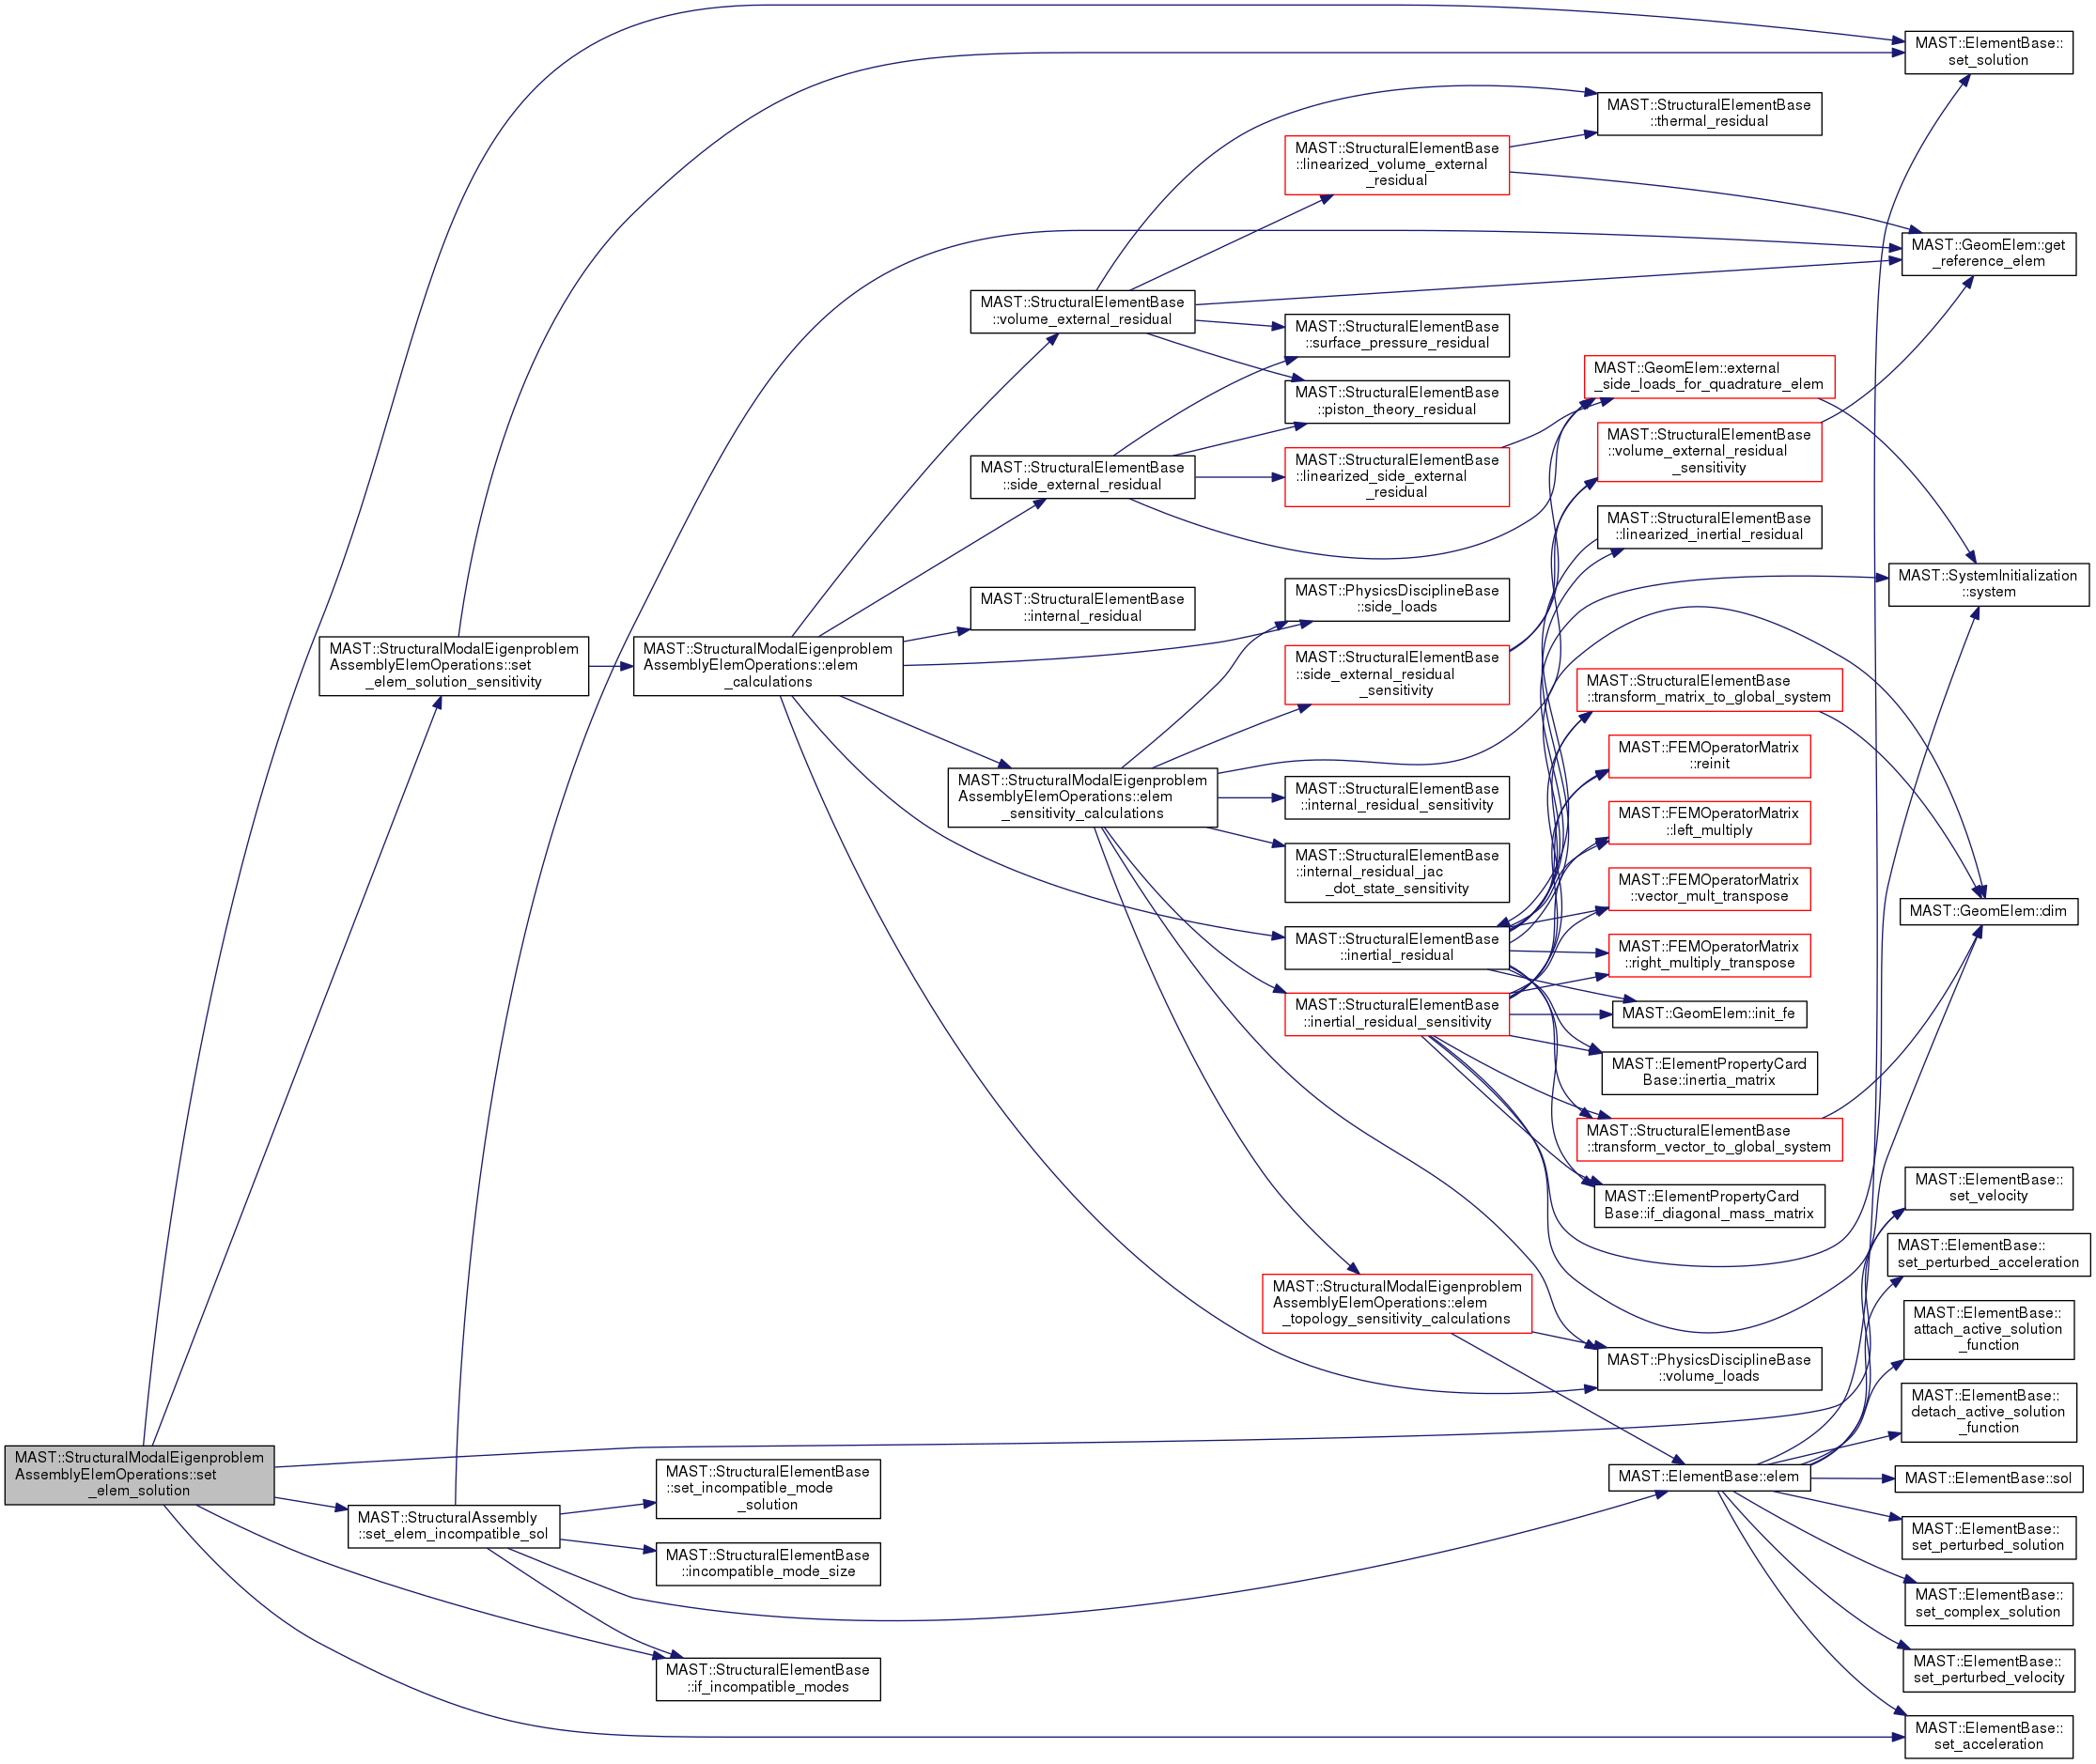 MAST::StructuralModalEigenproblem
AssemblyElemOperations::set
_elem_solution
MAST::StructuralModalEigenproblem
AssemblyElemOperations::set
_elem_solution_sensitivity
MAST::StructuralAssembly
::set_elem_incompatible_sol
MAST::StructuralModalEigenproblem
AssemblyElemOperations::elem
_calculations
MAST::StructuralElementBase
::set_incompatible_mode
_solution
MAST::StructuralElementBase
::incompatible_mode_size
MAST::StructuralElementBase
::if_incompatible_modes
MAST::StructuralElementBase
::volume_external_residual
MAST::StructuralElementBase
::side_external_residual
MAST::StructuralElementBase
::internal_residual
MAST::StructuralModalEigenproblem
AssemblyElemOperations::elem
_sensitivity_calculations
MAST::StructuralElementBase
::linearized_volume_external
_residual
MAST::StructuralElementBase
::surface_pressure_residual
MAST::StructuralElementBase
::piston_theory_residual
MAST::StructuralElementBase
::linearized_side_external
_residual
MAST::PhysicsDisciplineBase
::side_loads
MAST::StructuralElementBase
::side_external_residual
_sensitivity
MAST::StructuralElementBase
::internal_residual_sensitivity
MAST::StructuralElementBase
::internal_residual_jac
_dot_state_sensitivity
MAST::StructuralElementBase
::inertial_residual
MAST::StructuralElementBase
::inertial_residual_sensitivity
MAST::StructuralModalEigenproblem
AssemblyElemOperations::elem
_topology_sensitivity_calculations
MAST::StructuralElementBase
::thermal_residual
MAST::GeomElem::external
_side_loads_for_quadrature_elem
MAST::StructuralElementBase
::volume_external_residual
_sensitivity
MAST::StructuralElementBase
::linearized_inertial_residual
MAST::StructuralElementBase
::transform_matrix_to_global_system
MAST::FEMOperatorMatrix
::reinit
MAST::FEMOperatorMatrix
::left_multiply
MAST::FEMOperatorMatrix
::vector_mult_transpose
MAST::FEMOperatorMatrix
::right_multiply_transpose
MAST::GeomElem::init_fe
MAST::ElementPropertyCard
Base::inertia_matrix
MAST::StructuralElementBase
::transform_vector_to_global_system
MAST::ElementPropertyCard
Base::if_diagonal_mass_matrix
MAST::PhysicsDisciplineBase
::volume_loads
MAST::ElementBase::elem
MAST::ElementBase::
set_solution
MAST::GeomElem::get
_reference_elem
MAST::SystemInitialization
::system
MAST::GeomElem::dim
MAST::ElementBase::
set_velocity
MAST::ElementBase::
set_perturbed_acceleration
MAST::ElementBase::
attach_active_solution
_function
MAST::ElementBase::
detach_active_solution
_function
MAST::ElementBase::sol
MAST::ElementBase::
set_perturbed_solution
MAST::ElementBase::
set_complex_solution
MAST::ElementBase::
set_perturbed_velocity
MAST::ElementBase::
set_acceleration